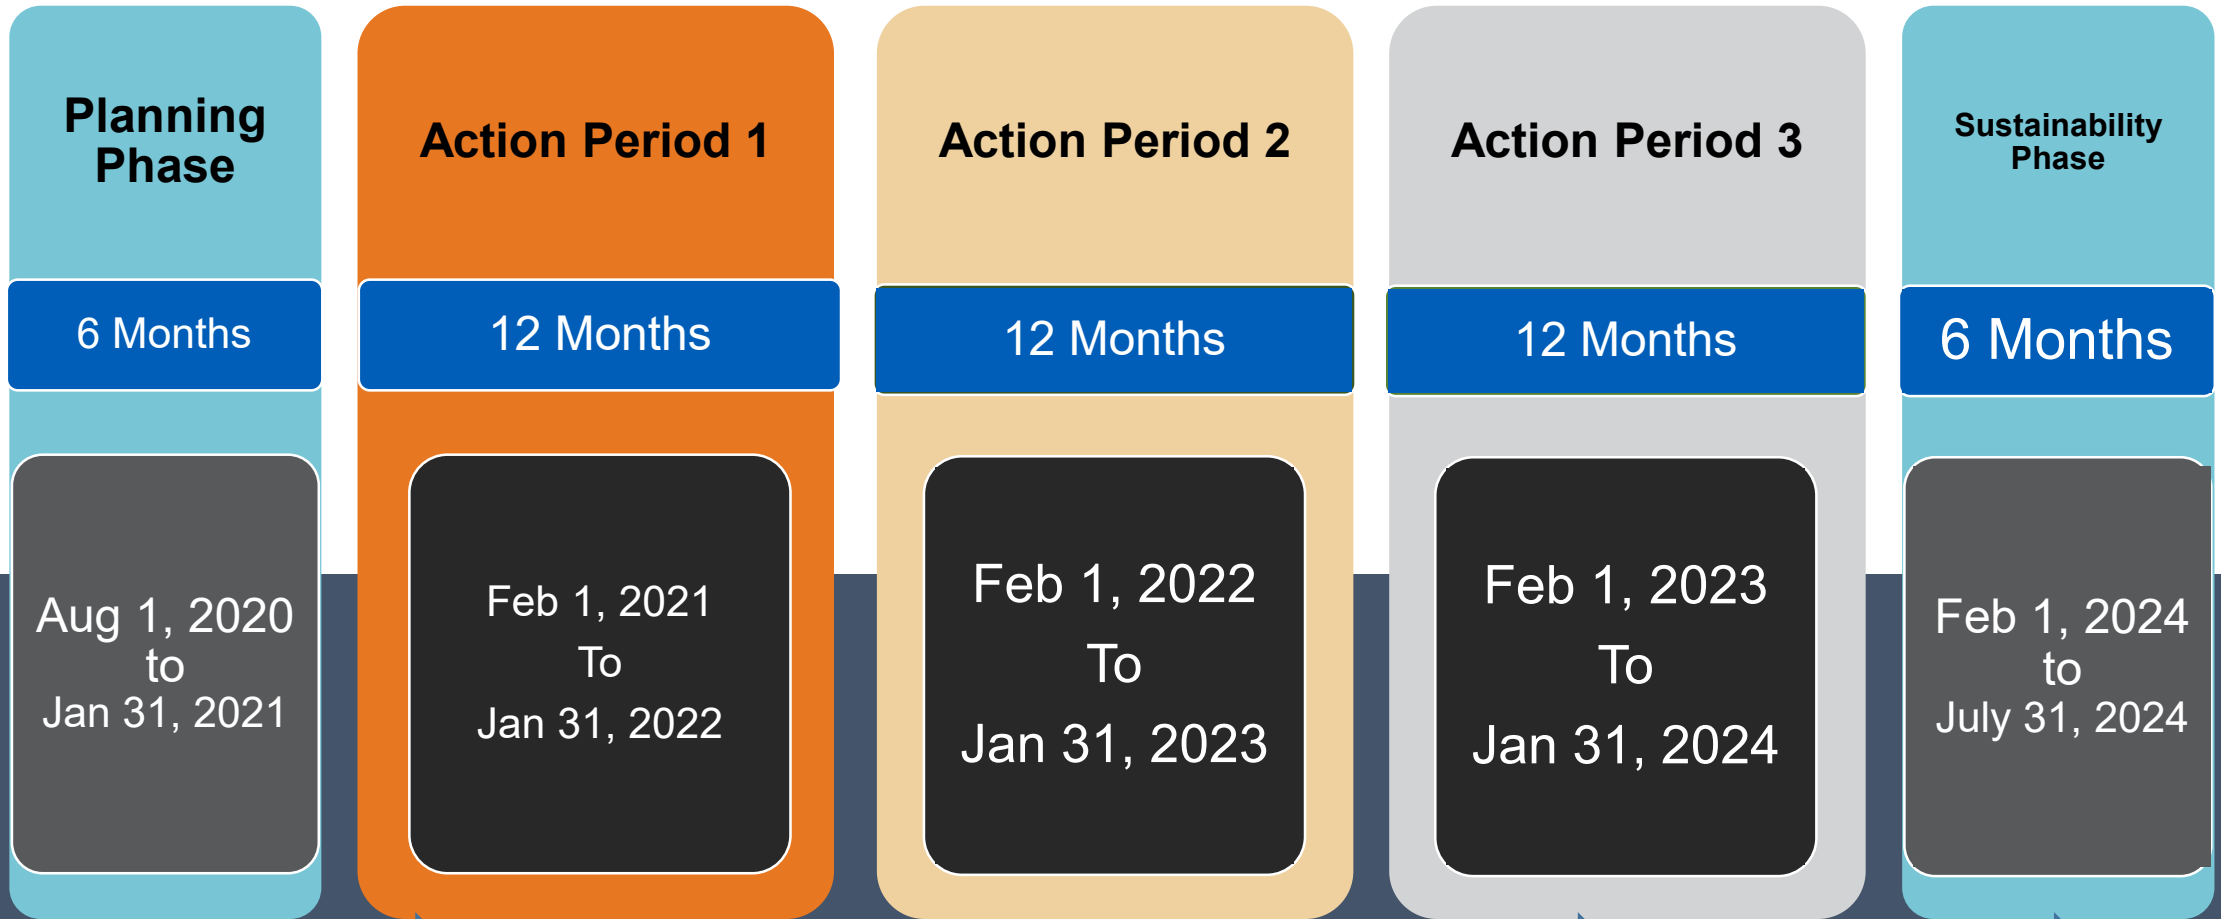 Planning
Phase
6 Months
Aug 1, 2020
to
Jan 31, 2021
Action Period 1
12 Months
Feb 1, 2021
To
Jan 31, 2022
Action Period 2
12 Months
Feb 1, 2022
To
Jan 31, 2023
Action Period 3
12 Months
Feb 1, 2023
To
Jan 31, 2024
Sustainability
Phase
6 Months
Feb 1, 2024
to
July 31, 2024